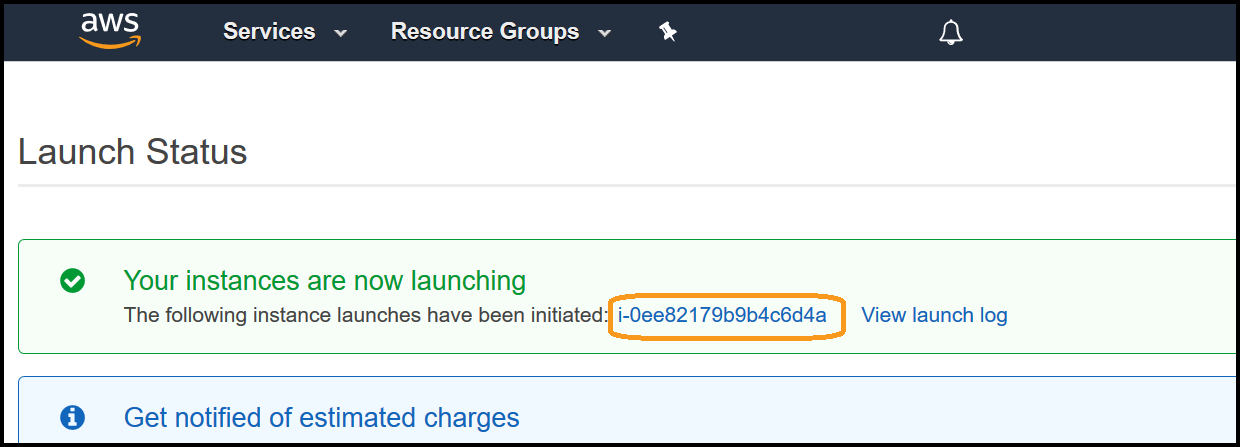 aws Services Resource Groups
Launch Status
Your instances are now launching
The following instance launches have been initiated: i-0ee82179b9b4c6d4a View launch log
Get notified of estimated charges